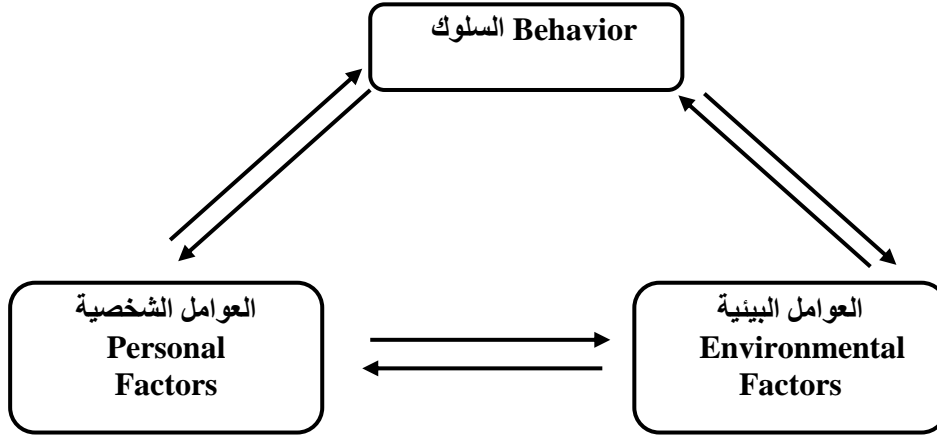 السلوك Behavior
العوامل الشخصية
Personal
Factors
العوامل البيئية
Environmental
Factors